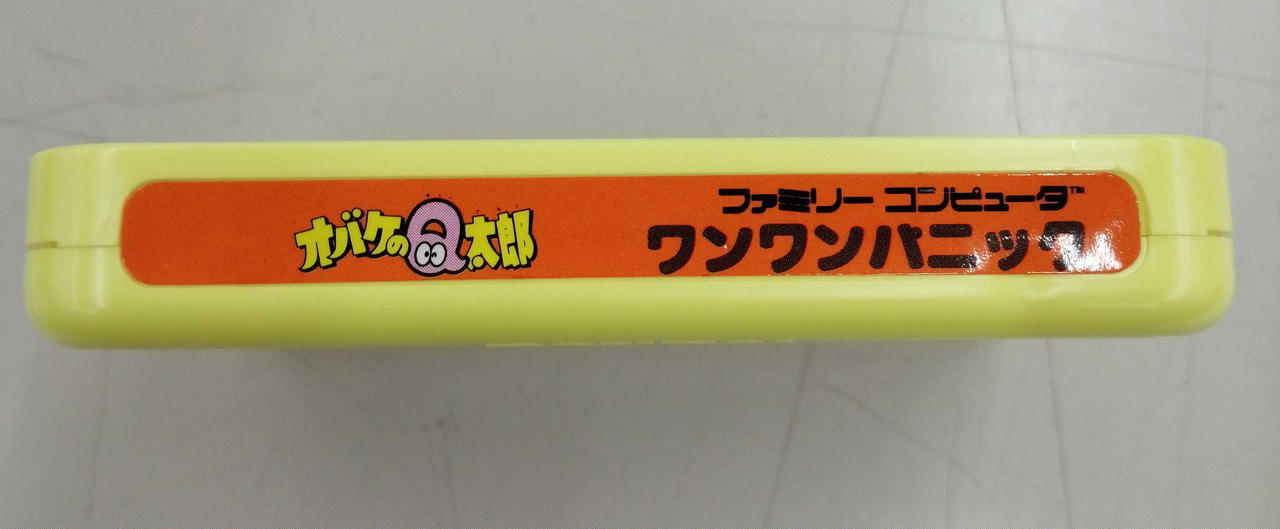 オバケのQ太郎
ファミリー コンピュータ™
ワンワンパニック